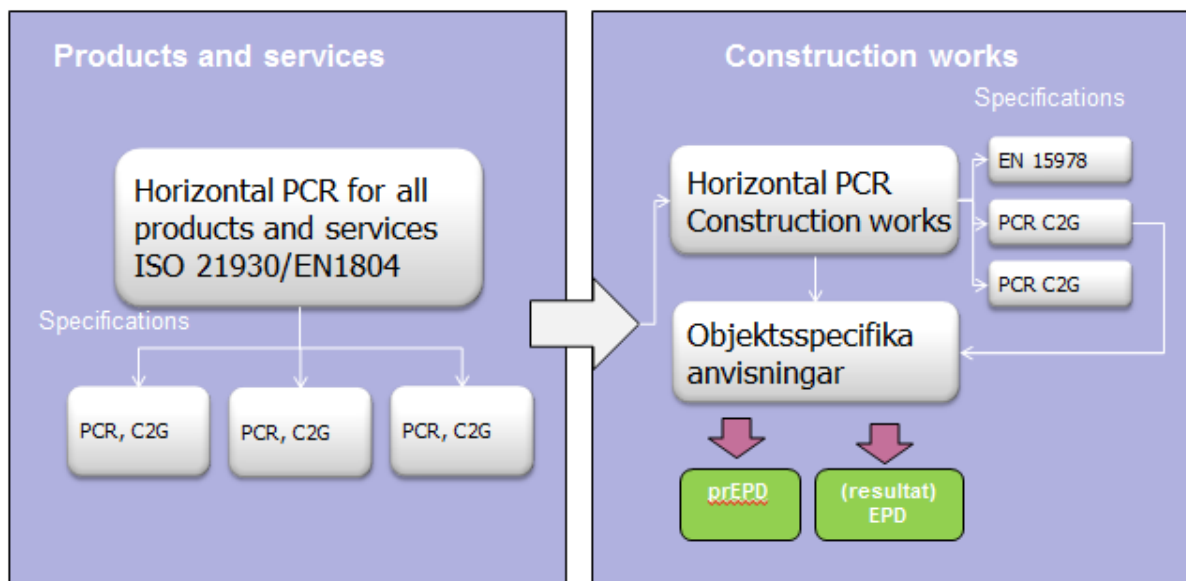 Products and services
Horizontal PCR for all
products and services
ISO 21930/EN1804
Specifications
PCR, C2G
PCR, C2G
PCR, C2G
Construction works
Specifications
Horizontal PCR
Construction works
EN 15978
PCR C2G
PCR C2G
Objektsspecifika
anvisningar
prEPD
(resultat)
EPD